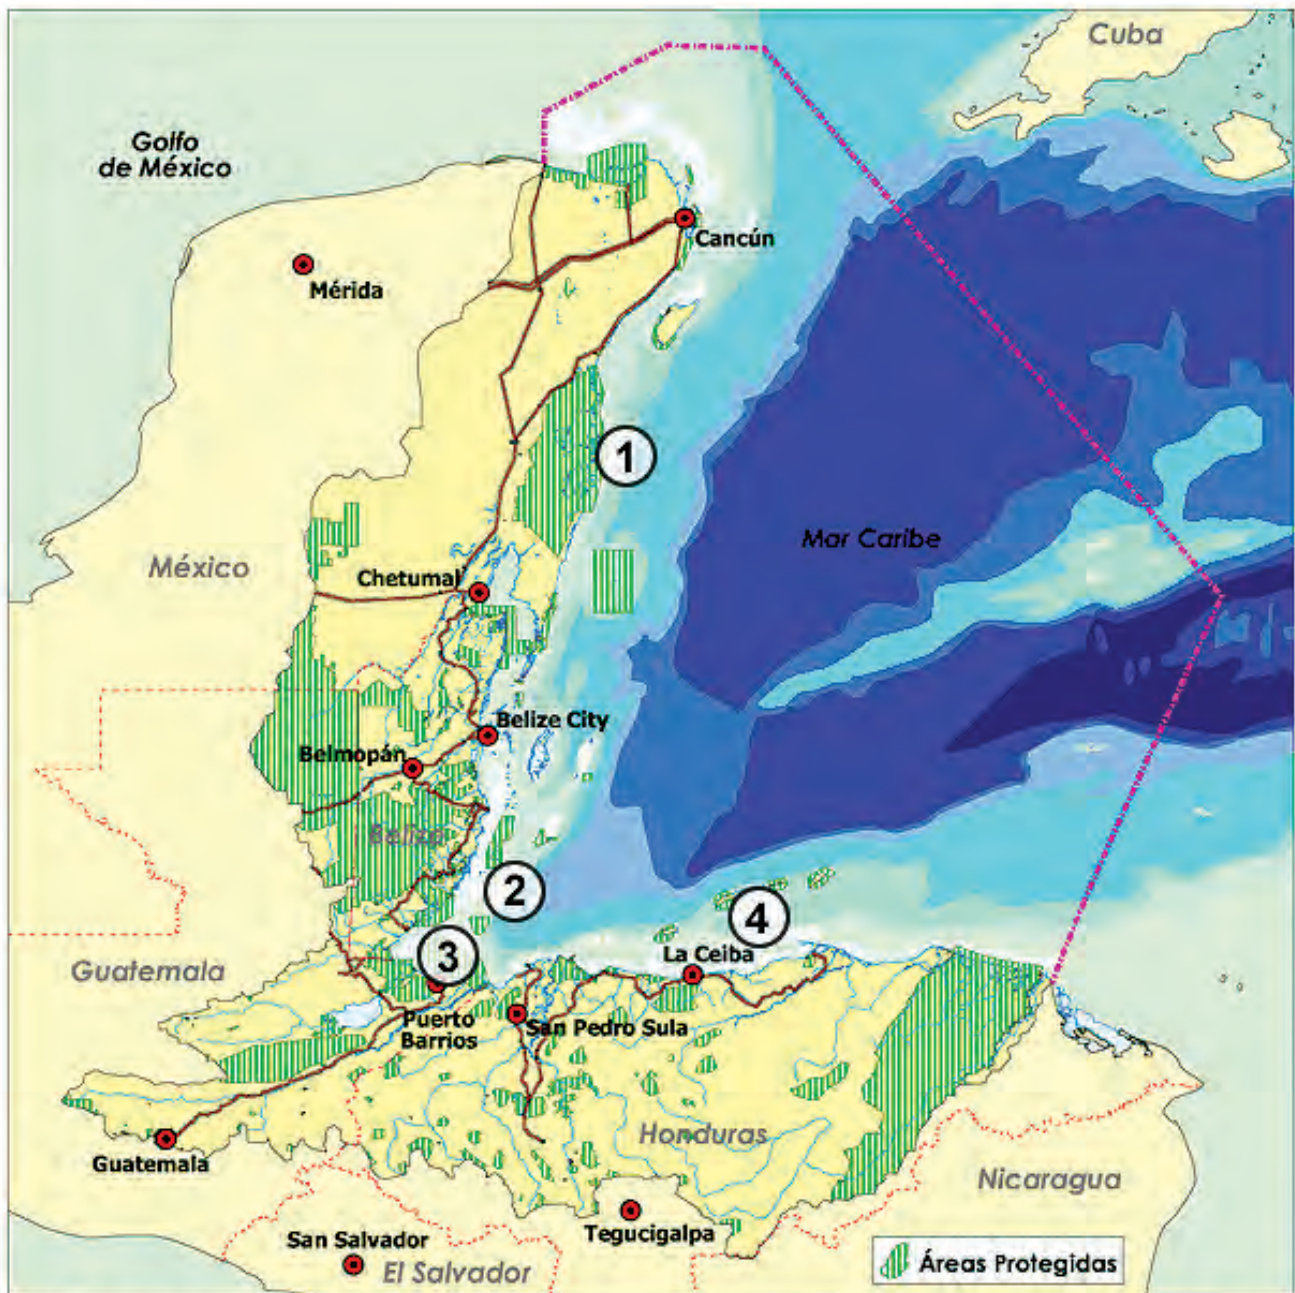 Cuba
Golfo
de México
Cancún
Mérida
1
Mar Caribe
México
Chetumal
Belize City
Belmopán
Belize
2
4
3
La Ceiba
Guatemala
Puerto
Barrios
San Pedro Sula
Honduras
Guatemala
Nicaragua
Tegucigalpa
San Salvador
El Salvador
Áreas Protegidas